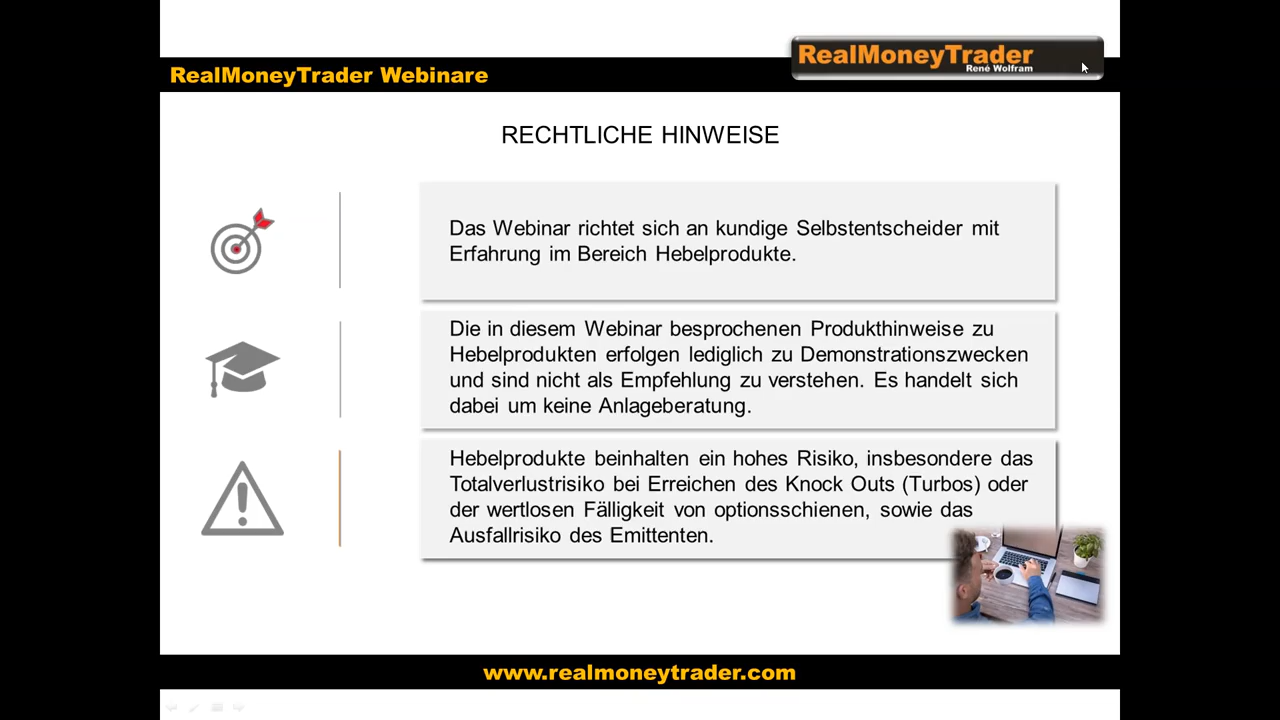 RealMoneyTrader
René Wolfram
RealMoneyTrader Webinare
RECHTLICHE HINWEISE
Das Webinar richtet sich an kundige Selbstentscheider mit
Erfahrung im Bereich Hebelprodukte.
Die in diesem Webinar besprochenen Produkthinweise zu
Hebelprodukten erfolgen lediglich zu Demonstrationszwecken
und sind nicht als Empfehlung zu verstehen. Es handelt sich
dabei um keine Anlageberatung.
Hebelprodukte beinhalten ein hohes Risiko, insbesondere das
Totalverlustrisiko bei Erreichen des Knock Outs (Turbos) oder
der wertlosen Fälligkeit von optionsschienen, sowie das
Ausfallrisiko des Emittenten.
www.realmoneytrader.com